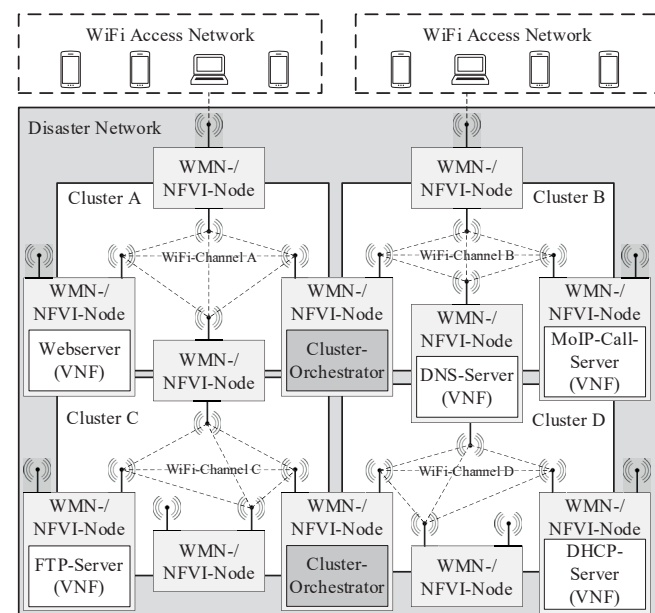 WiFi Access Network
WiFi Access Network
Disaster Network
WMN-/
NFVI-Node
WMN-/
NFVI-Node
Cluster A
Cluster B
WiFi-Channel A
WiFi-Channel B
WMN-/
NFVI-Node
Webserver
(VNF)
WMN-/
NFVI-Node
Cluster-
Orchestrator
WMN-/
NFVI-Node
DNS-Server
(VNF)
WMN-/
NFVI-Node
MoIP-Call-
Server
(VNF)
WMN-/
NFVI-Node
Cluster C
Cluster D
WiFi-Channel C
WiFi-Channel D
WMN-/
NFVI-Node
FTP-Server
(VNF)
WMN-/
NFVI-Node
WMN-/
NFVI-Node
Cluster-
Orchestrator
WMN-/
NFVI-Node
WMN-/
NFVI-Node
DHCP-
Server
(VNF)